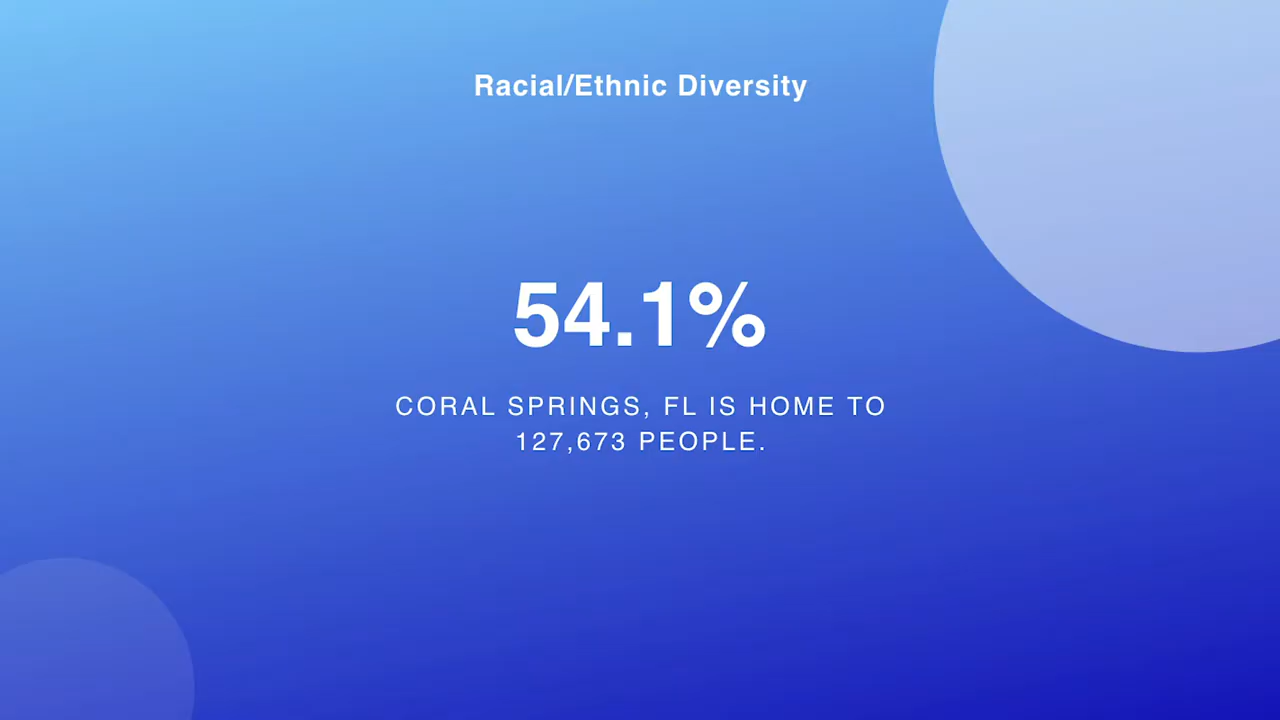 Racial/Ethnic Diversity
54.1%
CORAL SPRINGS, FL IS HOME TO
127,673 PEOPLE.